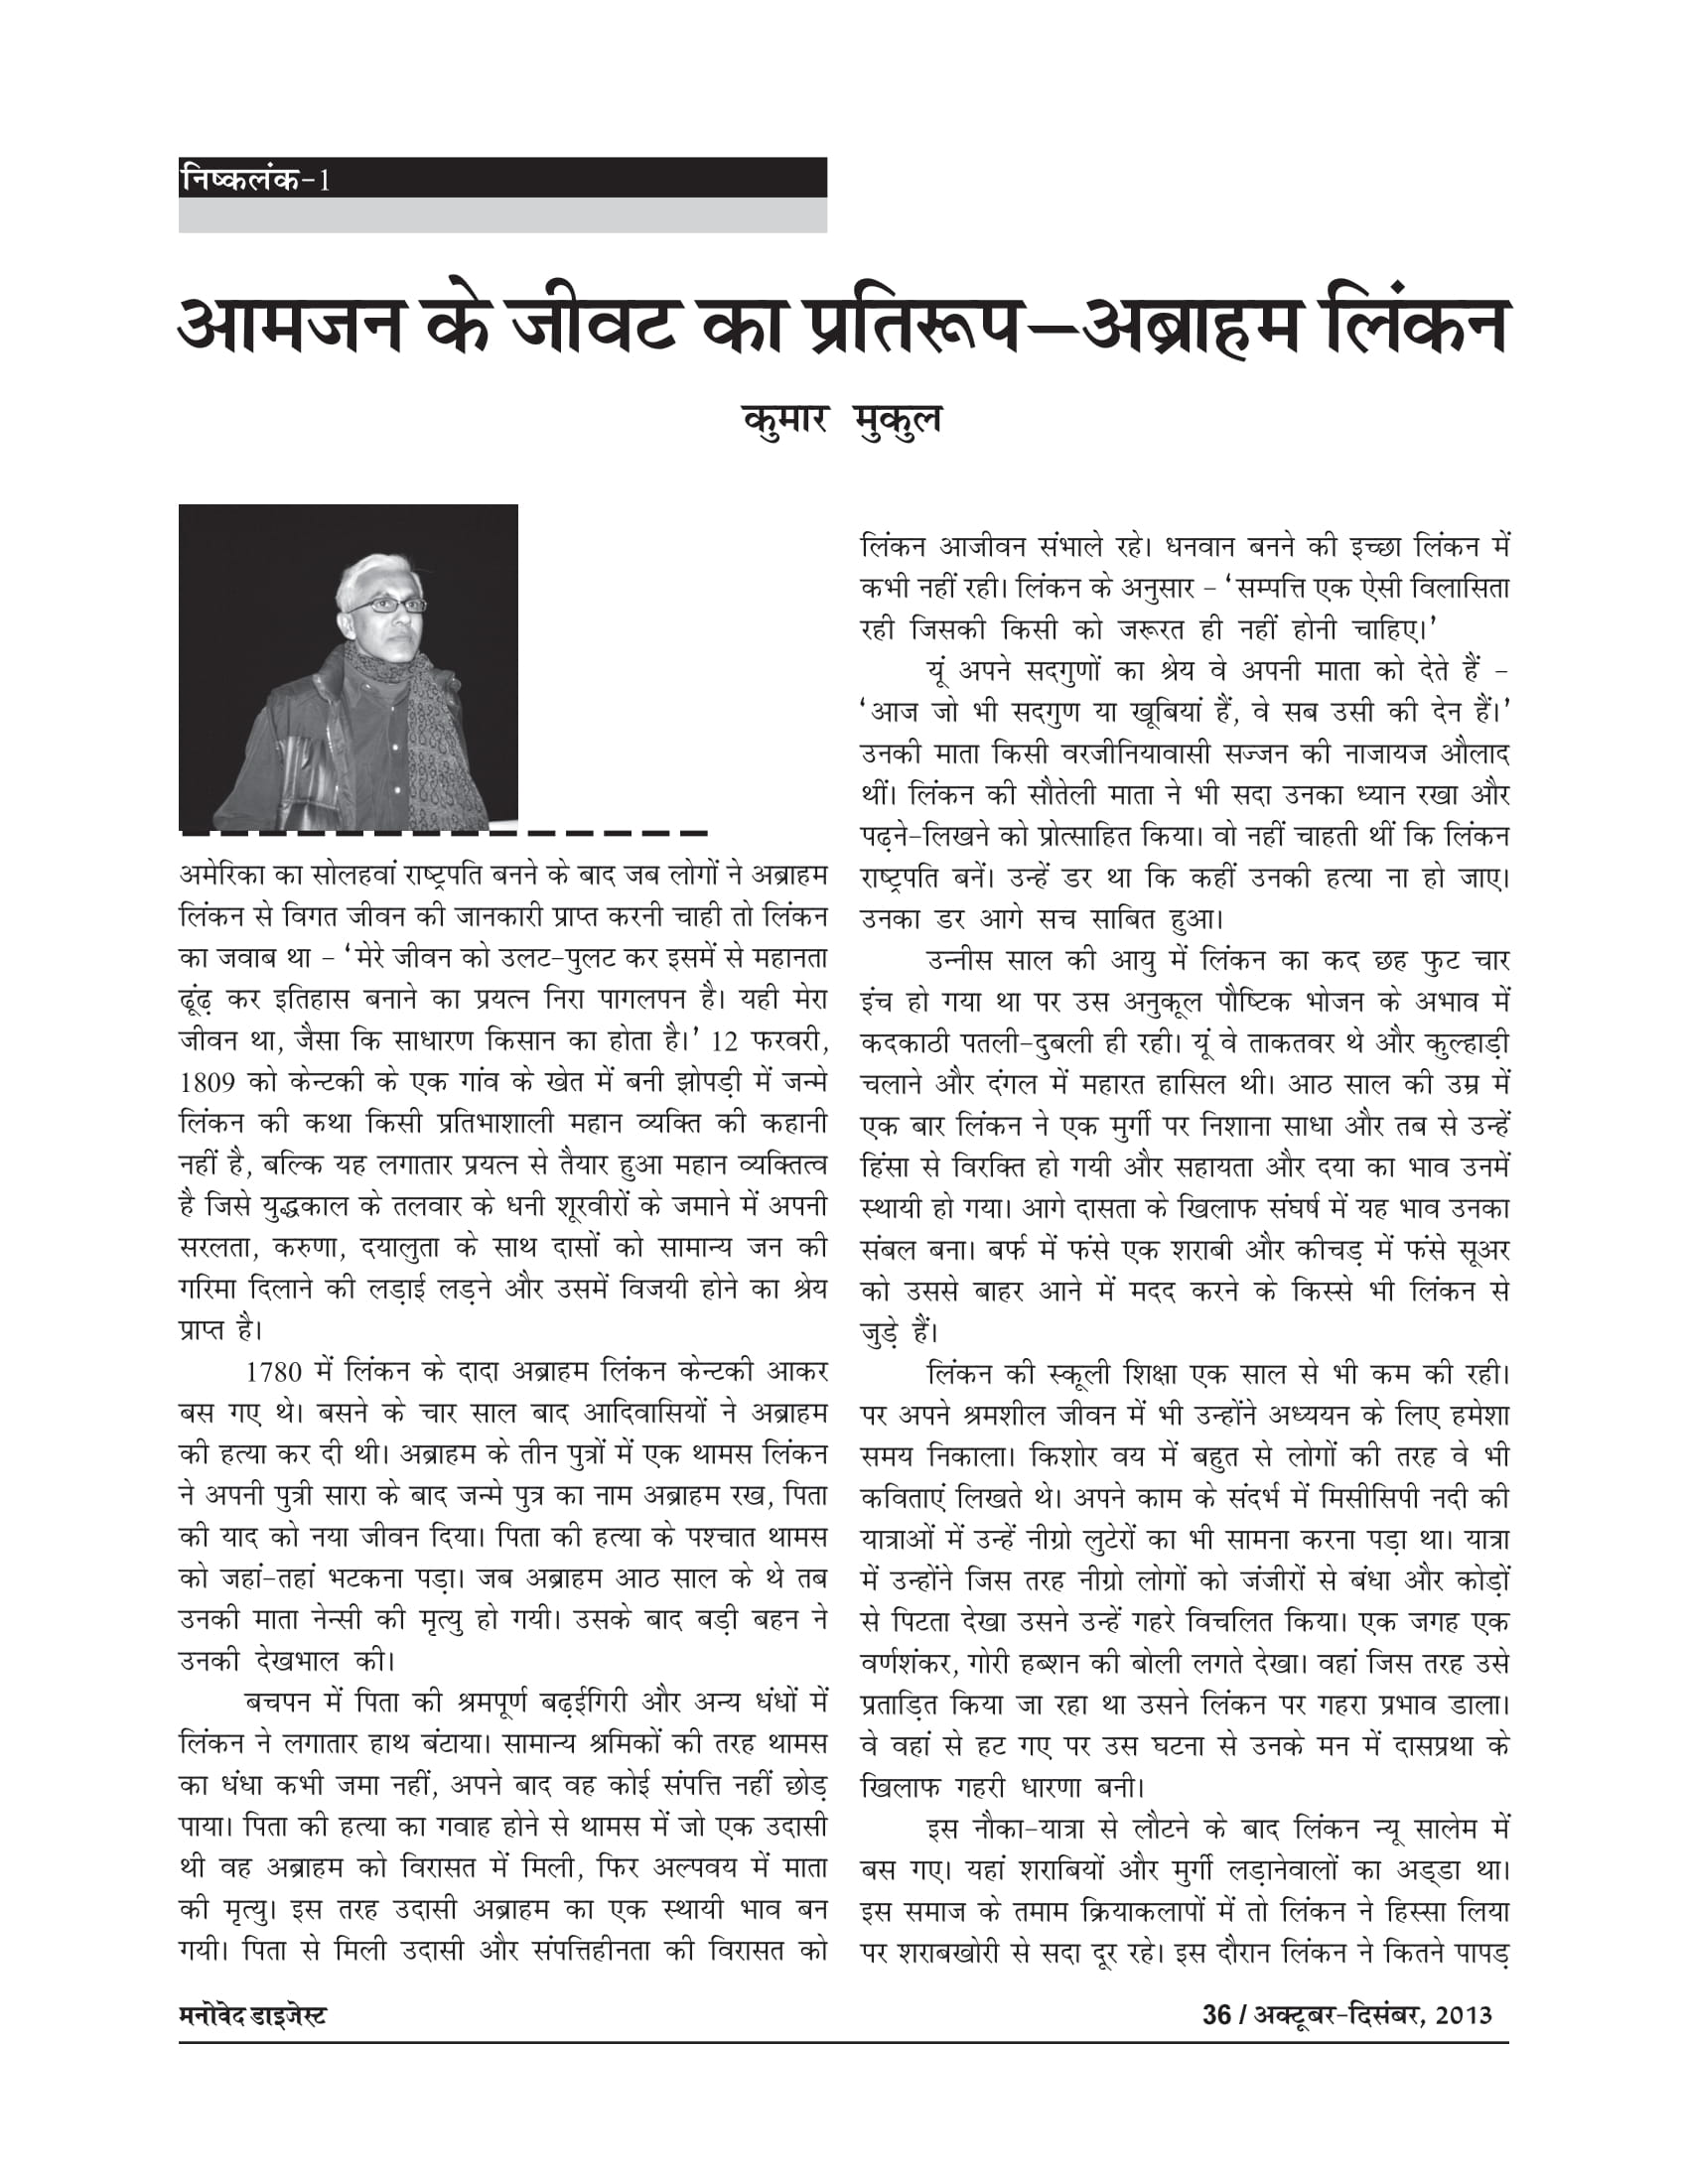 निष्कलंक-1
आमजन के जीवट का प्रतिरूप—अब्राहम लिंकन
कुमार मुकुल
अमेरिका का सोलहवां राष्ट्रपति बनने के बाद जब लोगों ने अब्राहम
लिंकन से विगत जीवन की जानकारी प्राप्त करनी चाही तो लिंकन
का जवाब था - ‘मेरे जीवन को उलट-पुलट कर इसमें से महानता
ढूंढ़ कर इतिहास बनाने का प्रयत्न निरा पागलपन है। यही मेरा
जीवन था, जैसा कि साधारण किसान का होता है।’ 12 फरवरी,
1809 को केन्टकी के एक गांव के खेत में बनी झोपड़ी में जन्मे
लिंकन की कथा किसी प्रतिभाशाली महान व्यक्ति की कहानी
नहीं है, बल्कि यह लगातार प्रयत्न से तैयार हुआ महान व्यक्तित्व
है जिसे युद्धकाल के तलवार के धनी शूरवीरों के जमाने में अपनी
सरलता, करुणा, दयालुता के साथ दासों को सामान्य जन की
गरिमा दिलाने की लड़ाई लड़ने और उसमें विजयी होने का श्रेय
प्राप्त है।
1780 में लिंकन के दादा अब्राहम लिंकन केन्टकी आकर
बस गए थे। बसने के चार साल बाद आदिवासियों ने अब्राहम
की हत्या कर दी थी। अब्राहम के तीन पुत्रों में एक थामस लिंकन
ने अपनी पुत्री सारा के बाद जन्मे पुत्र का नाम अब्राहम रख, पिता
की याद को नया जीवन दिया। पिता की हत्या के पश्चात थामस
को जहां-तहां भटकना पड़ा। जब अब्राहम आठ साल के थे तब
उनकी माता नेन्सी की मृत्यु हो गयी। उसके बाद बड़ी बहन ने
उनकी देखभाल की।
बचपन में पिता की श्रमपूर्ण बढ़ईगिरी और अन्य धंधों में
लिंकन ने लगातार हाथ बंटाया। सामान्य श्रमिकों की तरह थामस
का धंधा कभी जमा नहीं, अपने बाद वह कोई संपत्ति नहीं छोड़
पाया। पिता की हत्या का गवाह होने से थामस में जो एक उदासी
थी वह अब्राहम को विरासत में मिली, फिर अल्पवय में माता
की मृत्यु। इस तरह उदासी अब्राहम का एक स्थायी भाव बन
गयी। पिता से मिली उदासी और संपत्तिहीनता की विरासत को
लिंकन आजीवन संभाले रहे। धनवान बनने की इच्छा लिंकन में
कभी नहीं रही। लिंकन के अनुसार - ‘सम्पत्ति एक ऐसी विलासिता
रही जिसकी किसी को जरूरत ही नहीं होनी चाहिए।’
यूं अपने सदगुणों का श्रेय वे अपनी माता को देते हैं -
‘आज जो भी सदगुण या खूबियां हैं, वे सब उसी की देन हैं।’
उनकी माता किसी वरजीनियावासी सज्जन की नाजायज औलाद
थीं। लिंकन की सौतेली माता ने भी सदा उनका ध्यान रखा और
पढ़ने-लिखने को प्रोत्साहित किया। वो नहीं चाहती थीं कि लिंकन
राष्ट्रपति बनें। उन्हें डर था कि कहीं उनकी हत्या ना हो जाए।
उनका डर आगे सच साबित हुआ।
उन्नीस साल की आयु में लिंकन का कद छह फुट चार
इंच हो गया था पर उस अनुकूल पौष्टिक भोजन के अभाव में
कदकाठी पतली-दुबली ही रही। यूं वे ताकतवर थे और कुल्हाड़ी
चलाने और दंगल में महारत हासिल थी। आठ साल की उम्र में
एक बार लिंकन ने एक मुर्गी पर निशाना साधा और तब से उन्हें
हिंसा से विरक्ति हो गयी और सहायता और दया का भाव उनमें
स्थायी हो गया। आगे दासता के खिलाफ संघर्ष में यह भाव उनका
संबल बना। बर्फ में फंसे एक शराबी और कीचड़ में फंसे सूअर
को उससे बाहर आने में मदद करने के किस्से भी लिंकन से
जुड़े हैं।
लिंकन की स्कूली शिक्षा एक साल से भी कम की रही।
पर अपने श्रमशील जीवन में भी उन्होंने अध्ययन के लिए हमेशा
समय निकाला। किशोर वय में बहुत से लोगों की तरह वे भी
कविताएं लिखते थे। अपने काम के संदर्भ में मिसीसिपी नदी की
यात्राओं में उन्हें नीग्रो लुटेरों का भी सामना करना पड़ा था। यात्रा
में उन्होंने जिस तरह नीग्रो लोगों को जंजीरों से बंधा और कोड़ों
से पिटता देखा उसने उन्हें गहरे विचलित किया। एक जगह एक
वर्णशंकर, गोरी हब्शन की बोली लगते देखा। वहां जिस तरह उसे
प्रताड़ित किया जा रहा था उसने लिंकन पर गहरा प्रभाव डाला।
वे वहां से हट गए पर उस घटना से उनके मन में दासप्रथा के
खिलाफ गहरी धारणा बनी।
इस नौका-यात्रा से लौटने के बाद लिंकन न्यू सालेम में
बस गए। यहां शराबियों और मुर्गी लड़ानेवालों का अड्डा था।
इस समाज के तमाम क्रियाकलापों में तो लिंकन ने हिस्सा लिया
पर शराबखोरी से सदा दूर रहे। इस दौरान लिंकन ने कितने पापड़
मनोवेद डाइजेस्ट
36 / अक्टूबर-दिसंबर, 2013